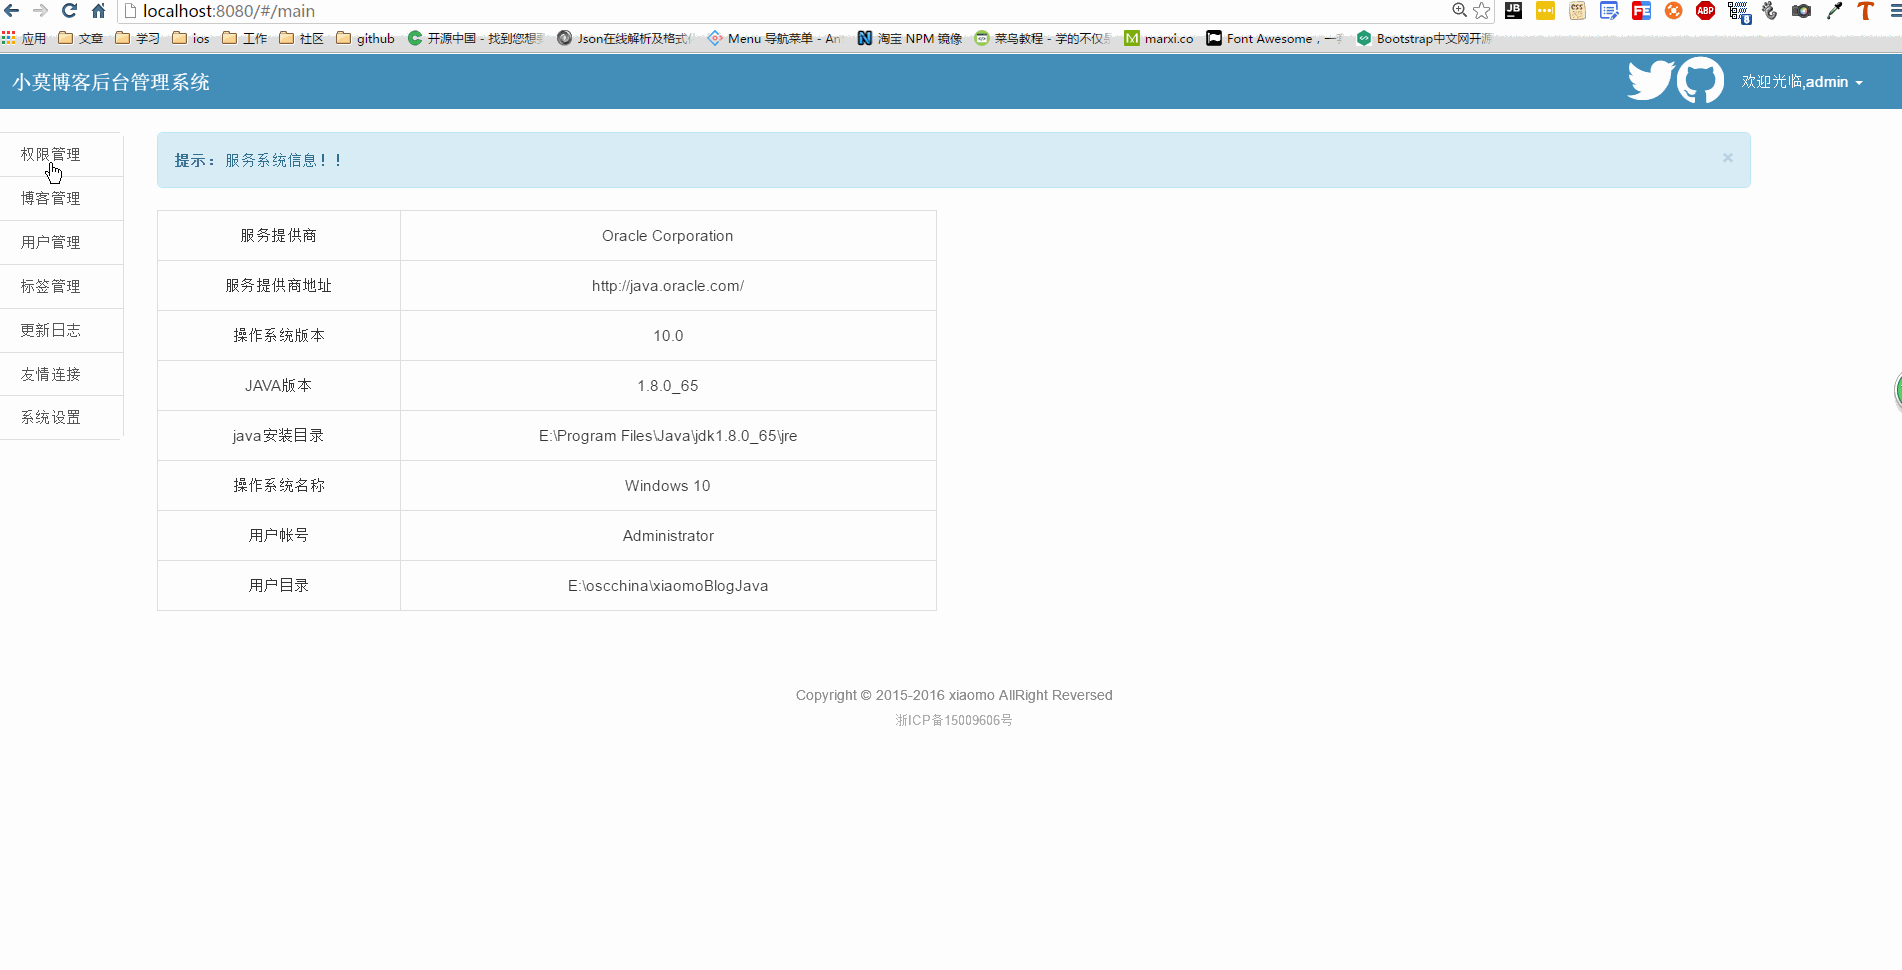 localhost:8080/#/main
应用 文章 学习 ios 工作 社区 github 开源中国 - 找到您想 Json在线解析及格式 Menu 导航菜单 - An 淘宝 NPM 镜像 菜鸟教程 - 学的不仅 marxi.co Font Awesome，一 Bootstrap中文网开源
小莫博客后台管理系统
欢迎光临,admin
权限管理
博客管理
用户管理
标签管理
更新日志
友情连接
系统设置
提示： 服务系统信息！！
×
服务提供商 Oracle Corporation
服务提供商地址 http://java.oracle.com/
操作系统版本 10.0
JAVA版本 1.8.0_65
java安装目录 E:\Program Files\Java\jdk1.8.0_65\jre
操作系统名称 Windows 10
用户帐号 Administrator
用户目录 E:\oscchina\xiaomoBlogJava
Copyright © 2015-2016 xiaomo AllRight Reversed
浙ICP备15009606号